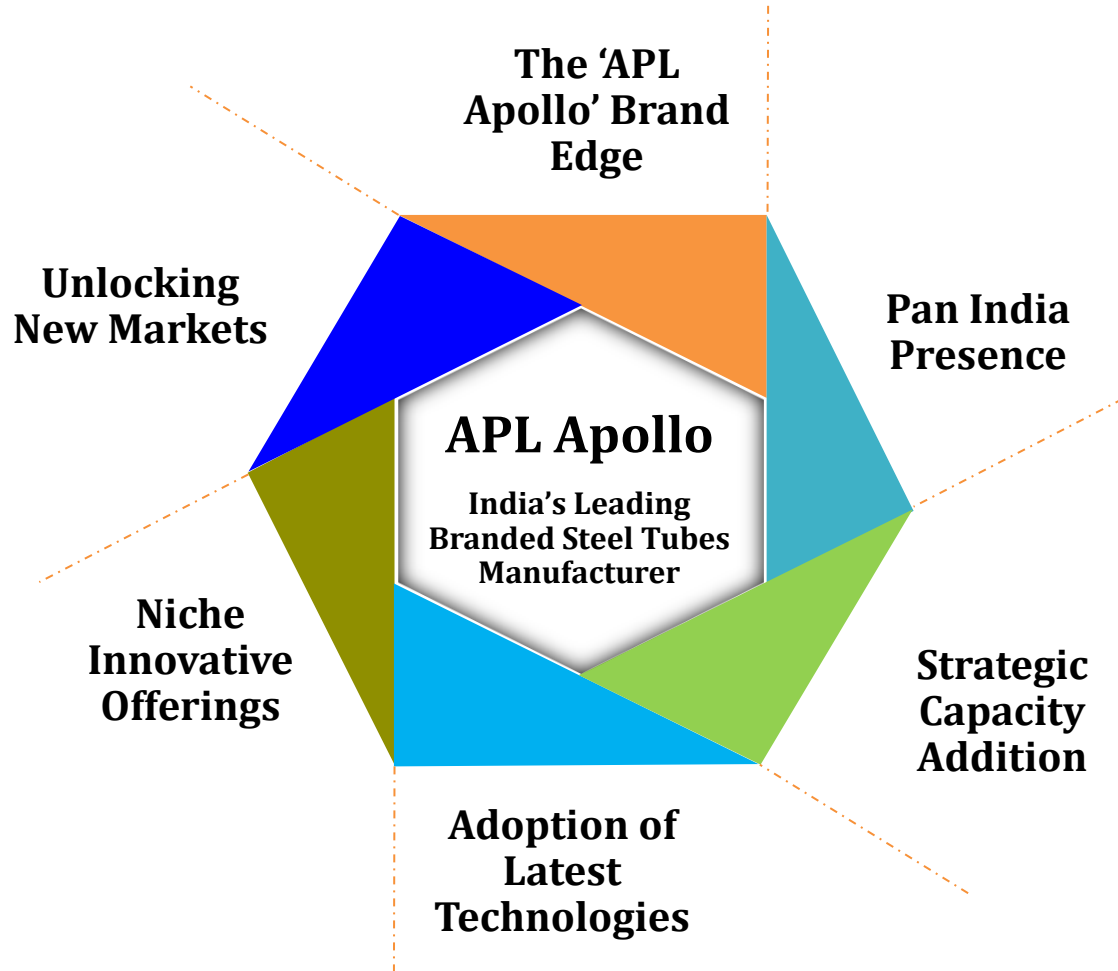 The ‘APL
Apollo’ Brand
Edge
Unlocking
New Markets
Pan India
Presence
APL Apollo
India’s Leading
Branded Steel Tubes
Manufacturer
Niche
Innovative
Offerings
Strategic
Capacity
Addition
Adoption of
Latest
Technologies